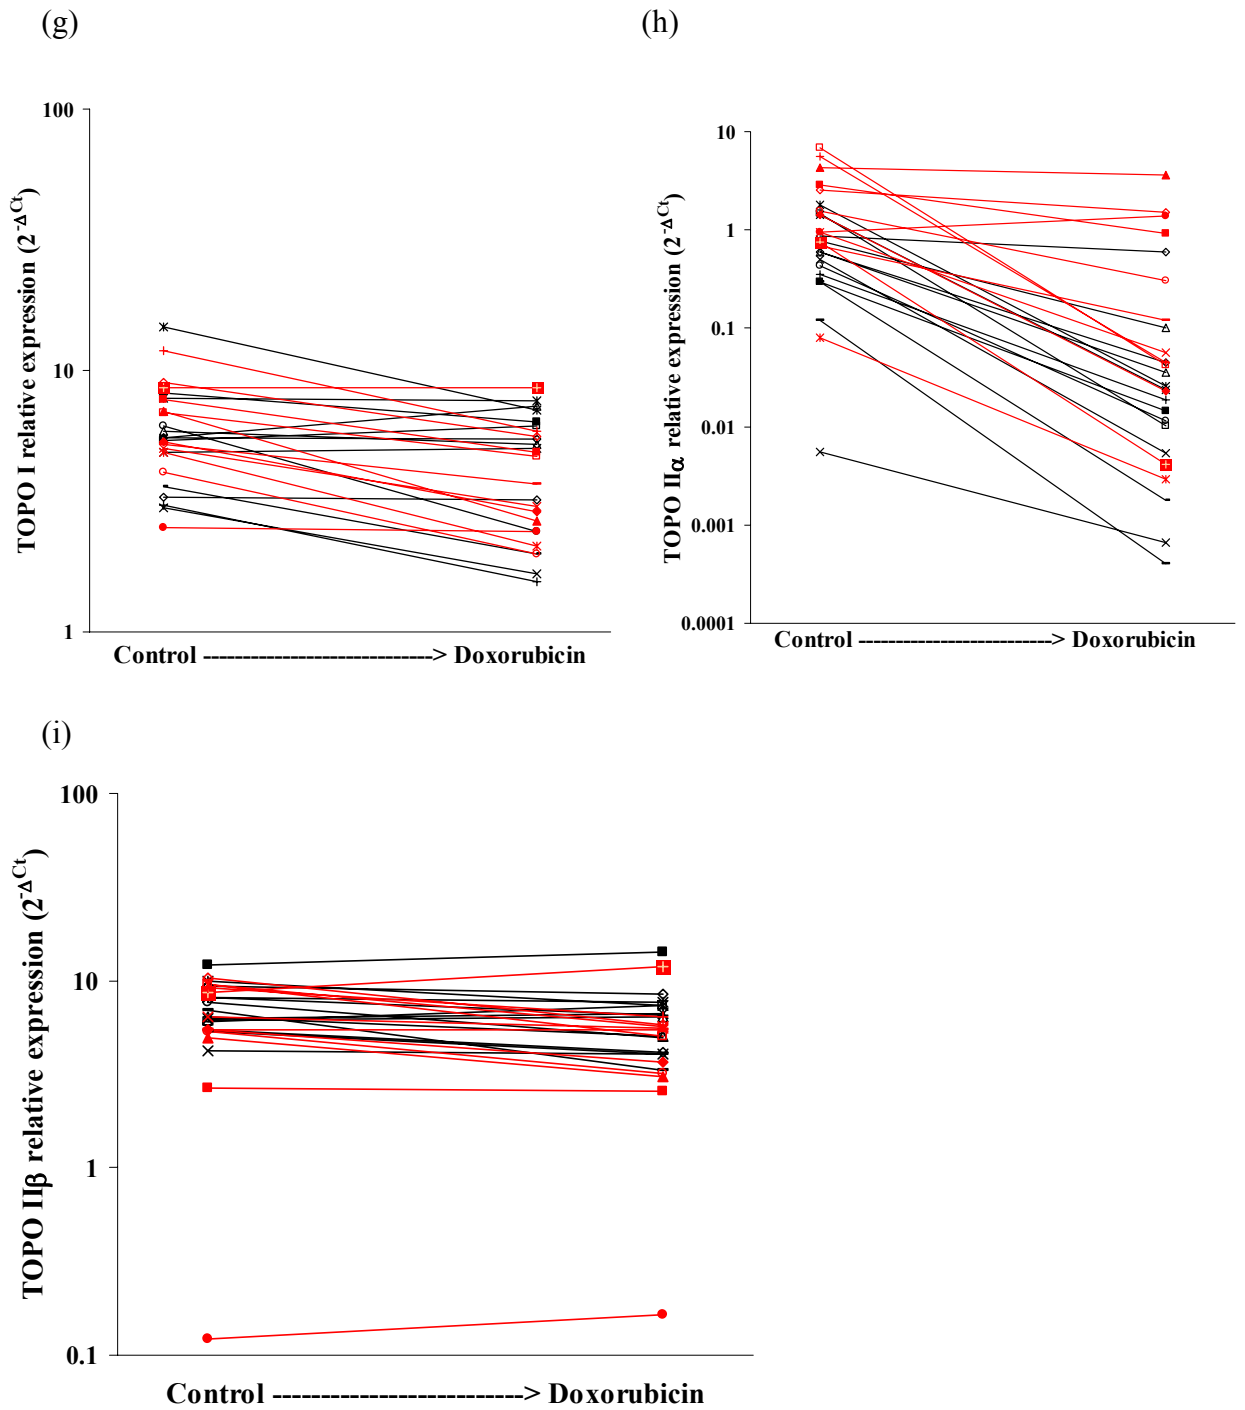 (g)
TOPO I relative expression (2^-ΔCt)
100
10
1
Control ---------------------------> Doxorubicin
(h)
TOPO IIα relative expression (2^-ΔCt)
10
1
0.1
0.01
0.001
0.0001
Control ---------------------------> Doxorubicin
(i)
TOPO IIβ relative expression (2^-ΔCt)
100
10
1
0.1
Control --------------------------> Doxorubicin